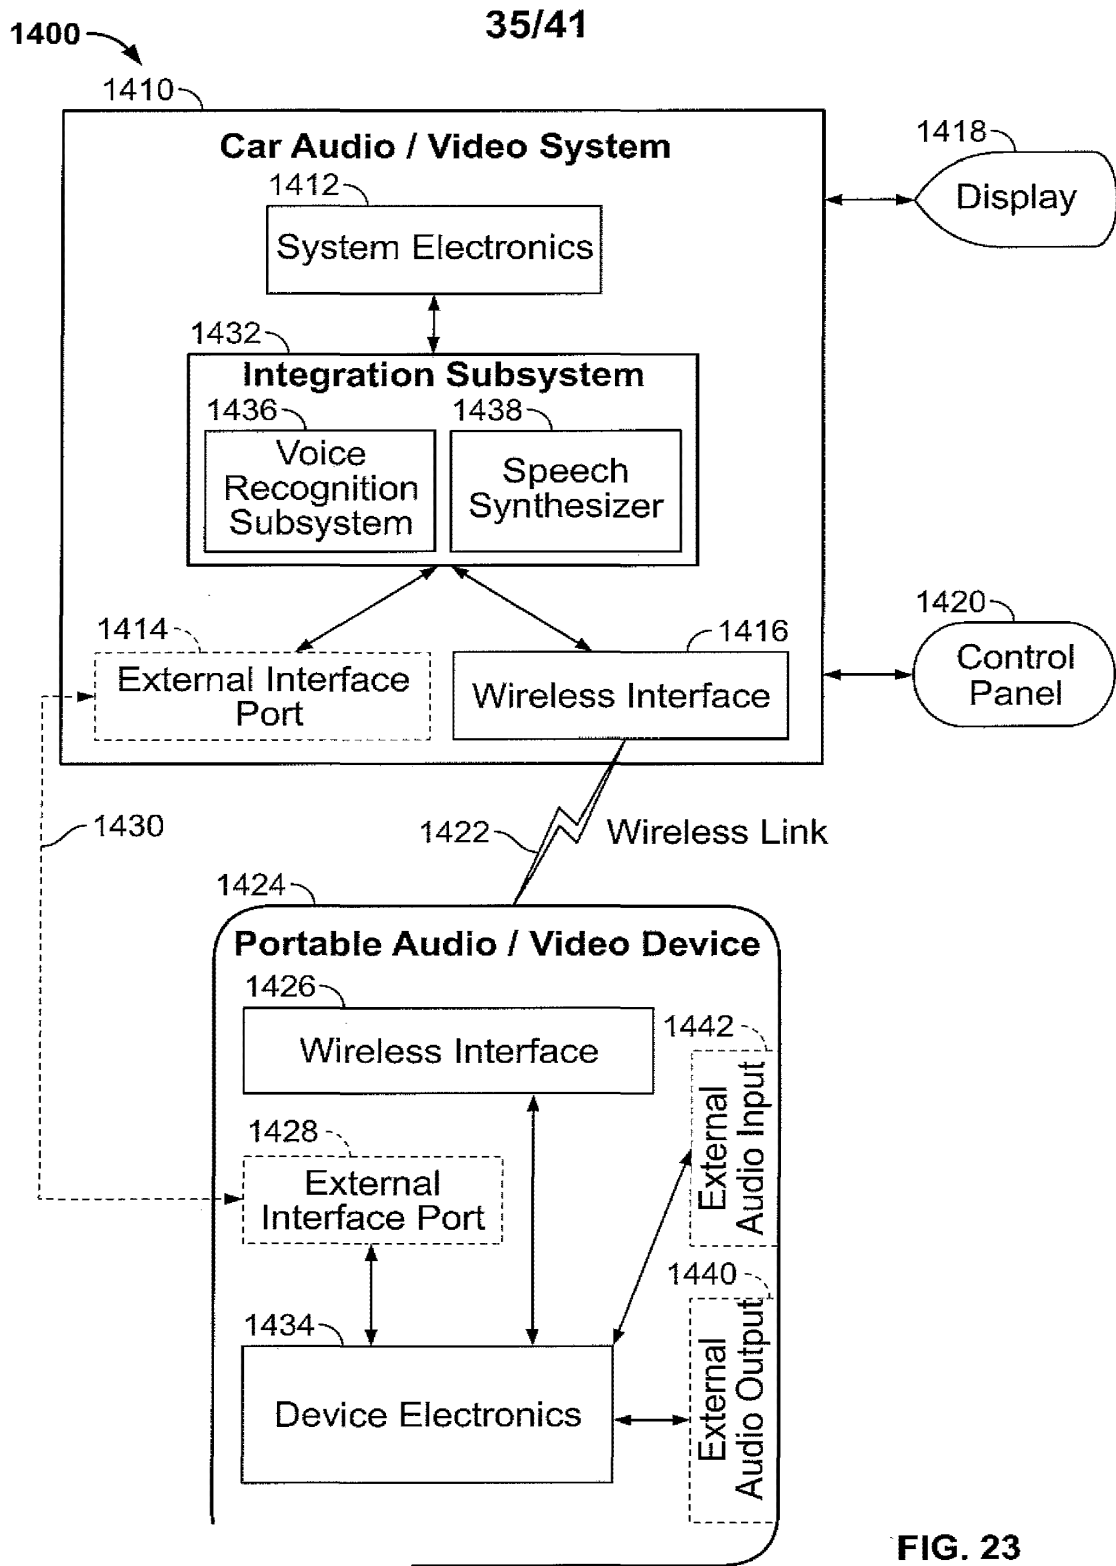 35/41
1400
1410
Car Audio / Video System
1412
System Electronics
1418
Display
1432
Integration Subsystem
1436
Voice
Recognition
Subsystem
1438
Speech
Synthesizer
1414
External Interface
Port
1416
Wireless Interface
1420
Control
Panel
1430
1422
Wireless Link
1424
Portable Audio / Video Device
1426
Wireless Interface
1442
External
Audio Input
1428
External
Interface Port
1440
External
Audio Output
1434
Device Electronics
FIG. 23